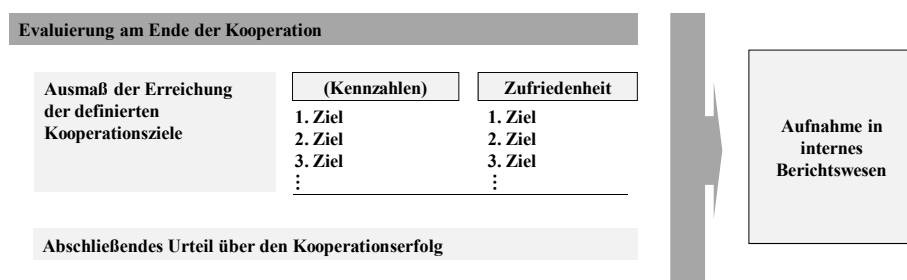 Evaluierung am Ende der Kooperation
Ausmaß der Erreichung
der definierten
Kooperationsziele
(Kennzahlen)
1. Ziel
2. Ziel
3. Ziel
⋮
Zufriedenheit
1. Ziel
2. Ziel
3. Ziel
⋮
Abschließendes Urteil über den Kooperationserfolg
Aufnahme in
internes
Berichtswesen